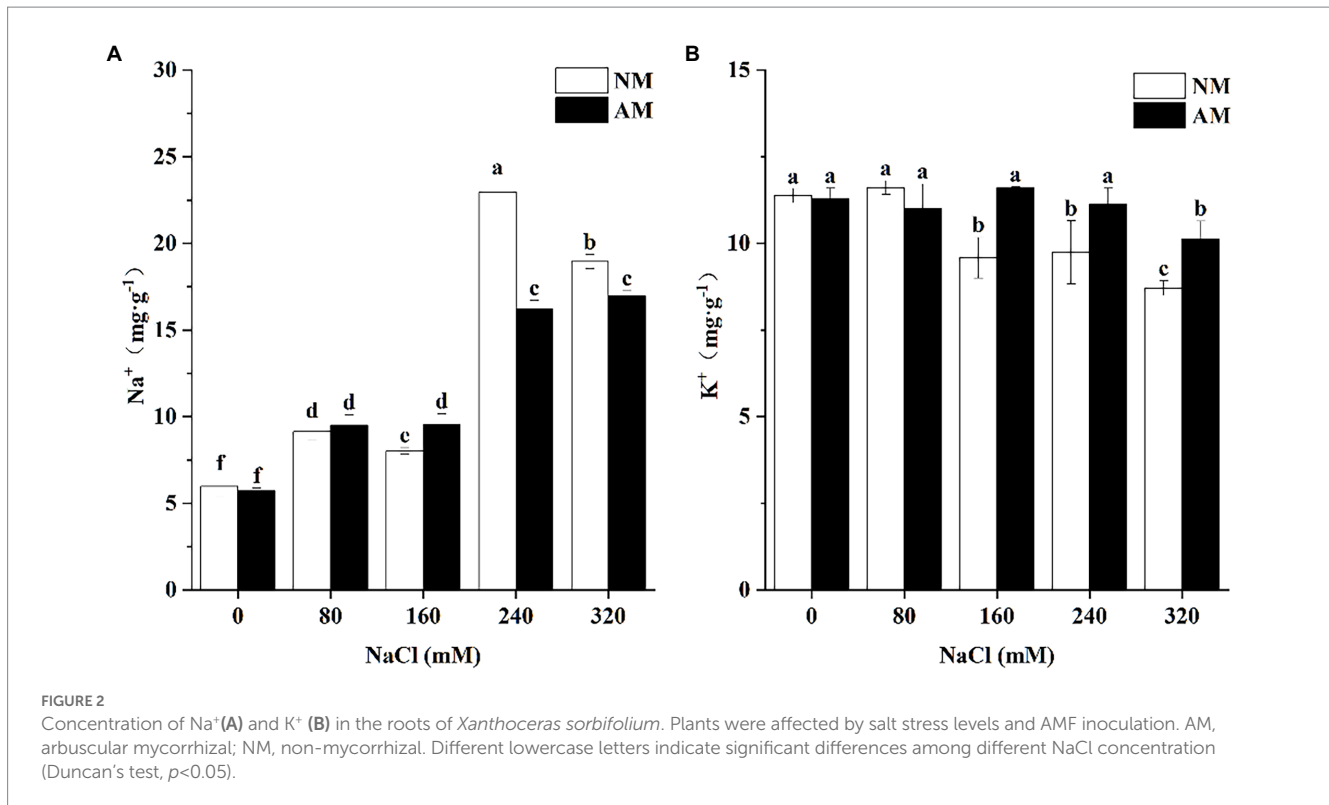 A
30
25
20
15
10
5
0
Na⁺ (mg·g⁻¹)
NM
AM
f f d d e d a c b c
0 80 160 240 320
NaCl (mM)
B
15
10
5
0
K⁺ (mg·g⁻¹)
NM
AM
a a a a b a b a c b
0 80 160 240 320
NaCl (mM)
FIGURE 2
Concentration of Na⁺(A) and K⁺ (B) in the roots of Xanthoceras sorbifolium. Plants were affected by salt stress levels and AMF inoculation. AM,
arbuscular mycorrhizal; NM, non-mycorrhizal. Different lowercase letters indicate significant differences among different NaCl concentration
(Duncan’s test, p<0.05).